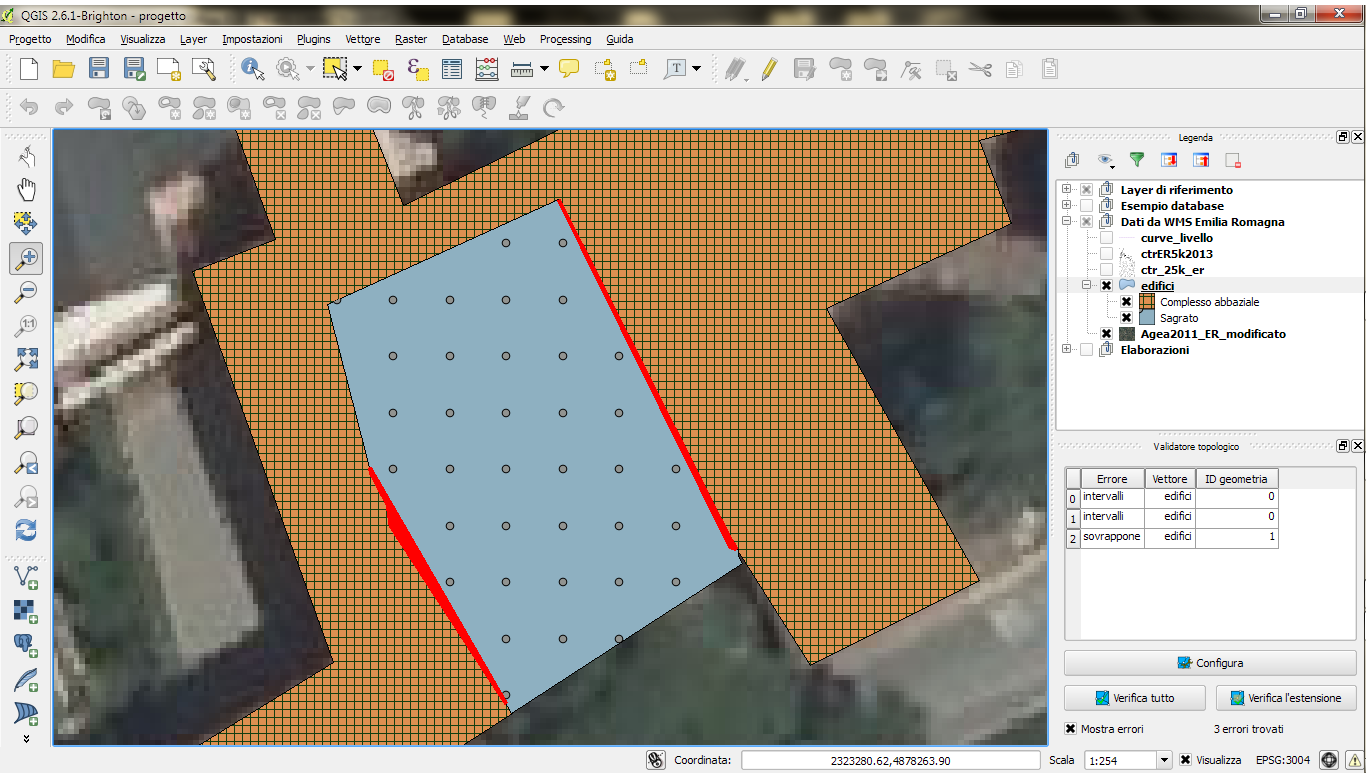 QGIS 2.6.1-Brighton - progetto
Progetto Modifica Visualizza Layer Impostazioni Plugins Vettore Raster Database Web Processing Guida
Legenda
Layer di riferimento
Esempio database
Dati da WMS Emilia Romagna
curve_livello
ctrER5k2013
ctr_25k_er
edifici
Complesso abbaziale
Sagrato
Agea2011_ER_modificato
Elaborazioni
Validatore topologico
Errore Vettore ID geometria
0 intervalli edifici 0
1 intervalli edifici 0
2 sovrappone edifici 1
Configura
Verifica tutto Verifica l'estensione
Mostra errori 3 errori trovati
Coordinata: 2323280.62,4878263.90 Scala 1:254 Visualizza EPSG:3004